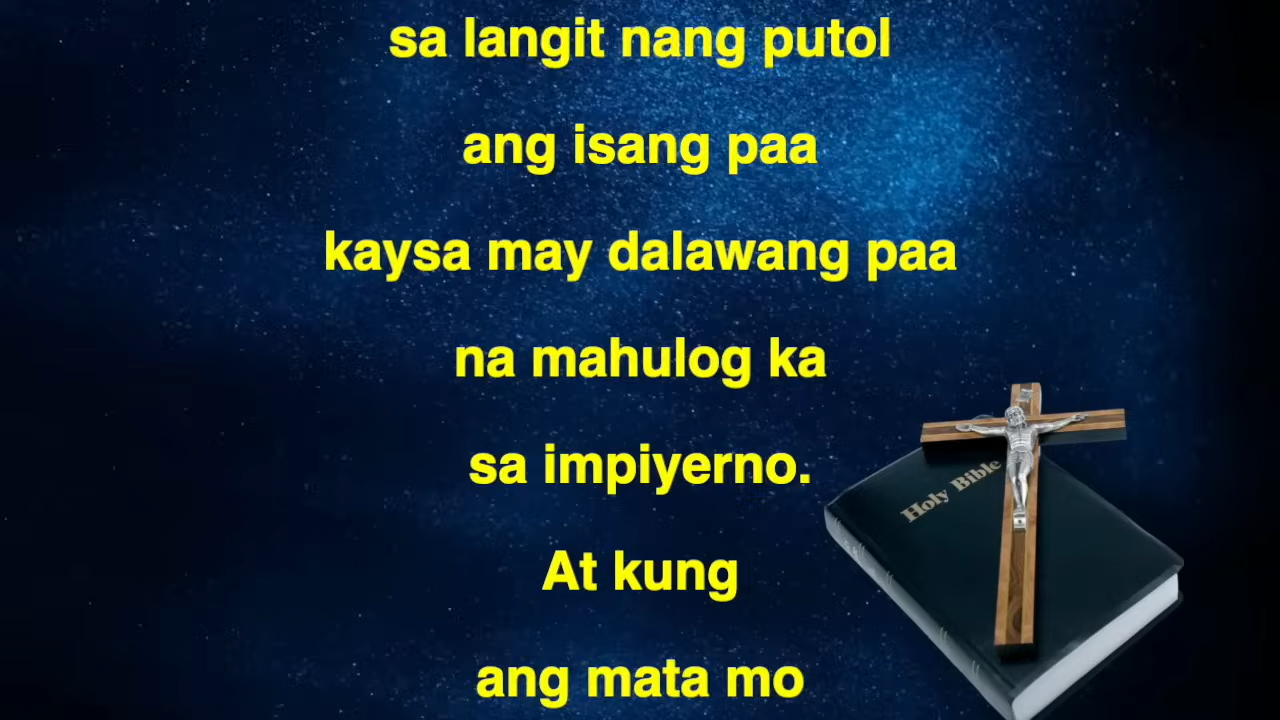 sa langit nang putol
ang isang paa
kaysa may dalawang paa
na mahulog ka
sa impiyerno.
At kung
ang mata mo
Holy Bible